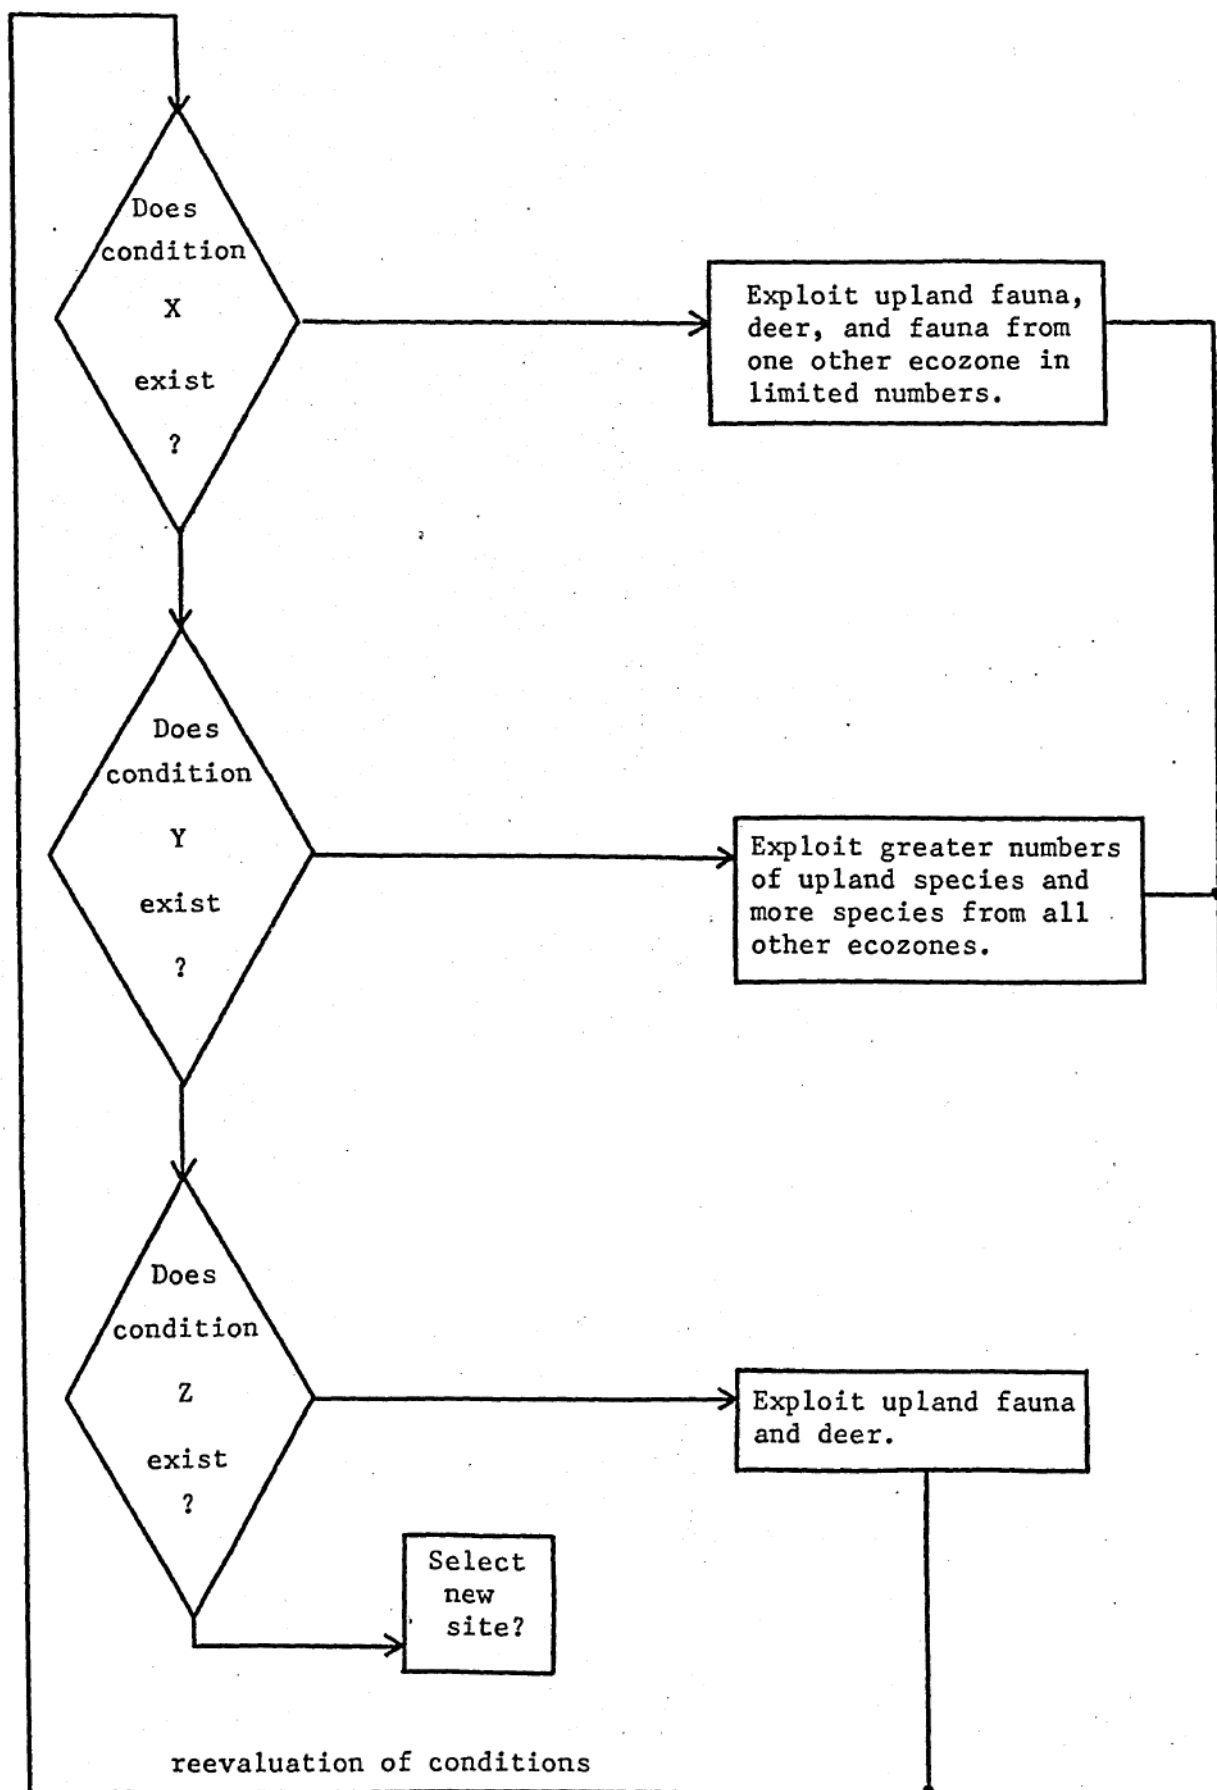 Does
condition
X
exist
?
Exploit upland fauna,
deer, and fauna from
one other ecozone in
limited numbers.
Does
condition
Y
exist
?
Exploit greater numbers
of upland species and
more species from all
other ecozones.
Does
condition
Z
exist
?
Exploit upland fauna
and deer.
Select
new
site?
reevaluation of conditions